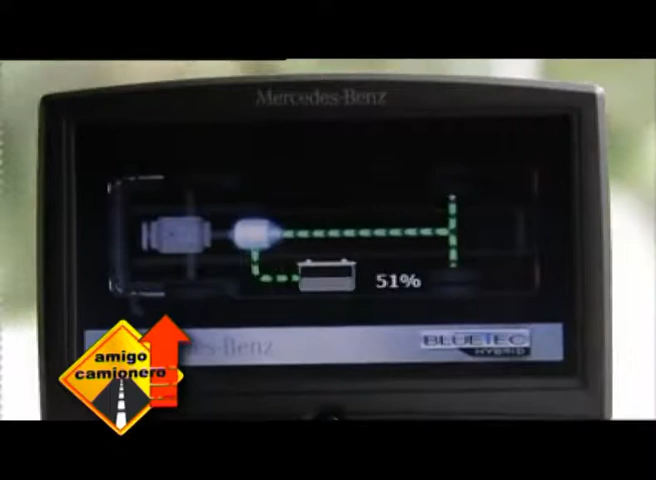 Mercedes-Benz
51%
es-Benz
BLUETEC
HYBRID
amigo
camionero